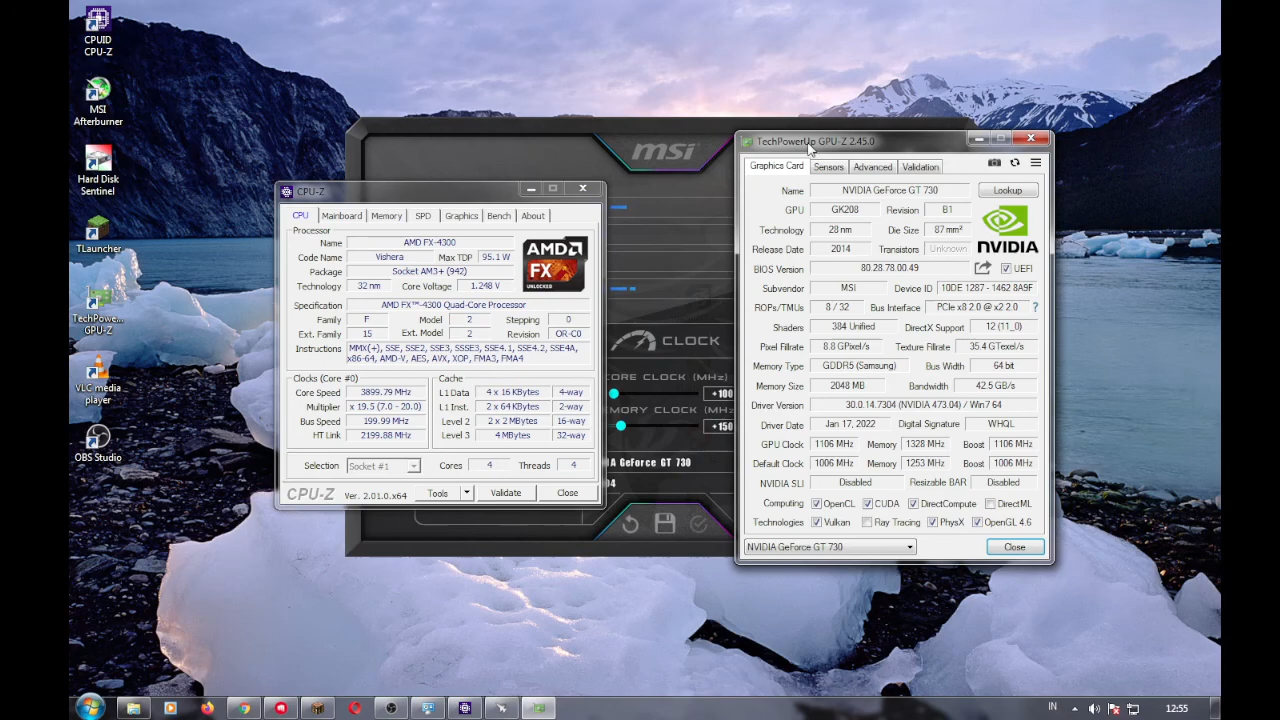 CPUID
CPU-Z
MSI
Afterburner
Hard Disk
Sentinel
TLauncher
TechPowe...
GPU-Z
VLC media
player
OBS Studio
msi
CLOCK
CORE CLOCK (MHz)
+100
MORY CLOCK (MHz
+150
A GeForce GT 730
04
CPU-Z
CPU Mainboard Memory SPD Graphics Bench About
Processor
Name AMD FX-4300
Code Name Vishera Max TDP 95.1 W
Package Socket AM3+ (942)
Technology 32 nm Core Voltage 1.248 V
AMD
FX
UNLOCKED
Specification AMD FX™-4300 Quad-Core Processor
Family F Model 2 Stepping 0
Ext. Family 15 Ext. Model 2 Revision OR-C0
Instructions MMX(+), SSE, SSE2, SSE3, SSSE3, SSE4.1, SSE4.2, SSE4A,
x86-64, AMD-V, AES, AVX, XOP, FMA3, FMA4
Clocks (Core #0) Cache
Core Speed 3899.79 MHz L1 Data 4 x 16 KBytes 4-way
Multiplier x 19.5 (7.0 - 20.0) L1 Inst. 2 x 64 KBytes 2-way
Bus Speed 199.99 MHz Level 2 2 x 2 MBytes 16-way
HT Link 2199.88 MHz Level 3 4 MBytes 32-way
Selection Socket #1 Cores 4 Threads 4
CPU-Z Ver. 2.01.0.x64 Tools Validate Close
TechPowerUp GPU-Z 2.45.0
Graphics Card Sensors Advanced Validation
Name NVIDIA GeForce GT 730 Lookup
GPU GK208 Revision B1
Technology 28 nm Die Size 87 mm²
Release Date 2014 Transistors Unknown
NVIDIA
BIOS Version 80.28.78.00.49 UEFI
Subvendor MSI Device ID 10DE 1287 - 1462 8A9F
ROPs/TMUs 8 / 32 Bus Interface PCIe x8 2.0 @ x2 2.0 ?
Shaders 384 Unified DirectX Support 12 (11_0)
Pixel Fillrate 8.8 GPixel/s Texture Fillrate 35.4 GTexel/s
Memory Type GDDR5 (Samsung) Bus Width 64 bit
Memory Size 2048 MB Bandwidth 42.5 GB/s
Driver Version 30.0.14.7304 (NVIDIA 473.04) / Win7 64
Driver Date Jan 17, 2022 Digital Signature WHQL
GPU Clock 1106 MHz Memory 1328 MHz Boost 1106 MHz
Default Clock 1006 MHz Memory 1253 MHz Boost 1006 MHz
NVIDIA SLI Disabled Resizable BAR Disabled
Computing OpenCL CUDA DirectCompute DirectML
Technologies Vulkan Ray Tracing PhysX OpenGL 4.6
NVIDIA GeForce GT 730 Close
IN 12:55